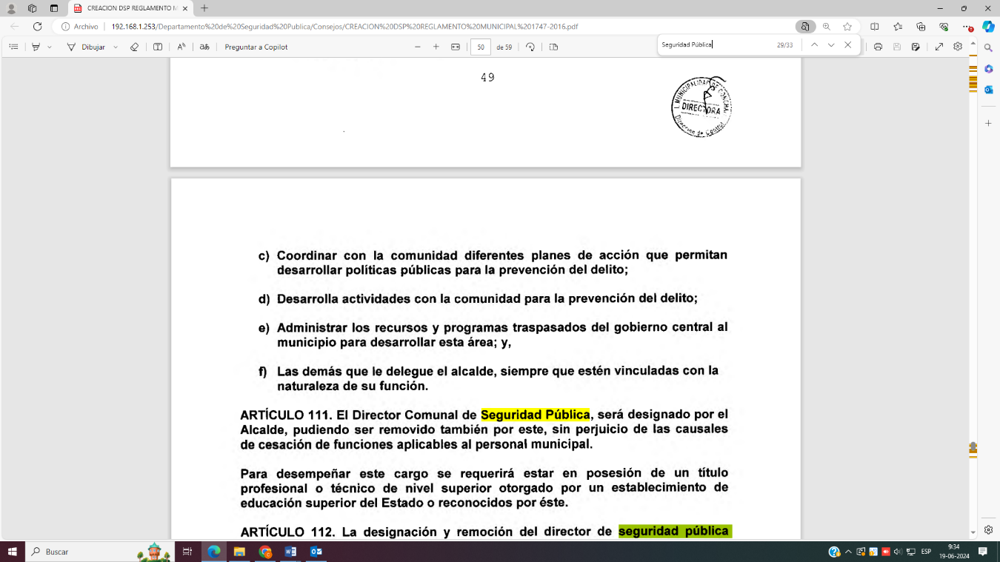 CREACION DSP REGLAMENTO M
Archivo
192.168.1.253/Departamento%20de%20Seguridad%20Publica/Consejos/CREACION%20DSP%20REGLAMENTO%20MUNICIPAL%201747-2016.pdf
Dibujar
Preguntar a Copilot
50 de 59
Seguridad Pública 29/33
49
I. MUNICIPALIDAD DE CONCHA
DIRECTORA
Direccion de Control
c) Coordinar con la comunidad diferentes planes de acción que permitan
desarrollar políticas públicas para la prevención del delito;
d) Desarrolla actividades con la comunidad para la prevención del delito;
e) Administrar los recursos y programas traspasados del gobierno central al
municipio para desarrollar esta área; y,
f) Las demás que le delegue el alcalde, siempre que estén vinculadas con la
naturaleza de su función.
ARTÍCULO 111. El Director Comunal de Seguridad Pública, será designado por el
Alcalde, pudiendo ser removido también por este, sin perjuicio de las causales
de cesación de funciones aplicables al personal municipal.
Para desempeñar este cargo se requerirá estar en posesión de un título
profesional o técnico de nivel superior otorgado por un establecimiento de
educación superior del Estado o reconocidos por éste.
ARTÍCULO 112. La designación y remoción del director de seguridad pública
Buscar
ESP
9:34
19-06-2024